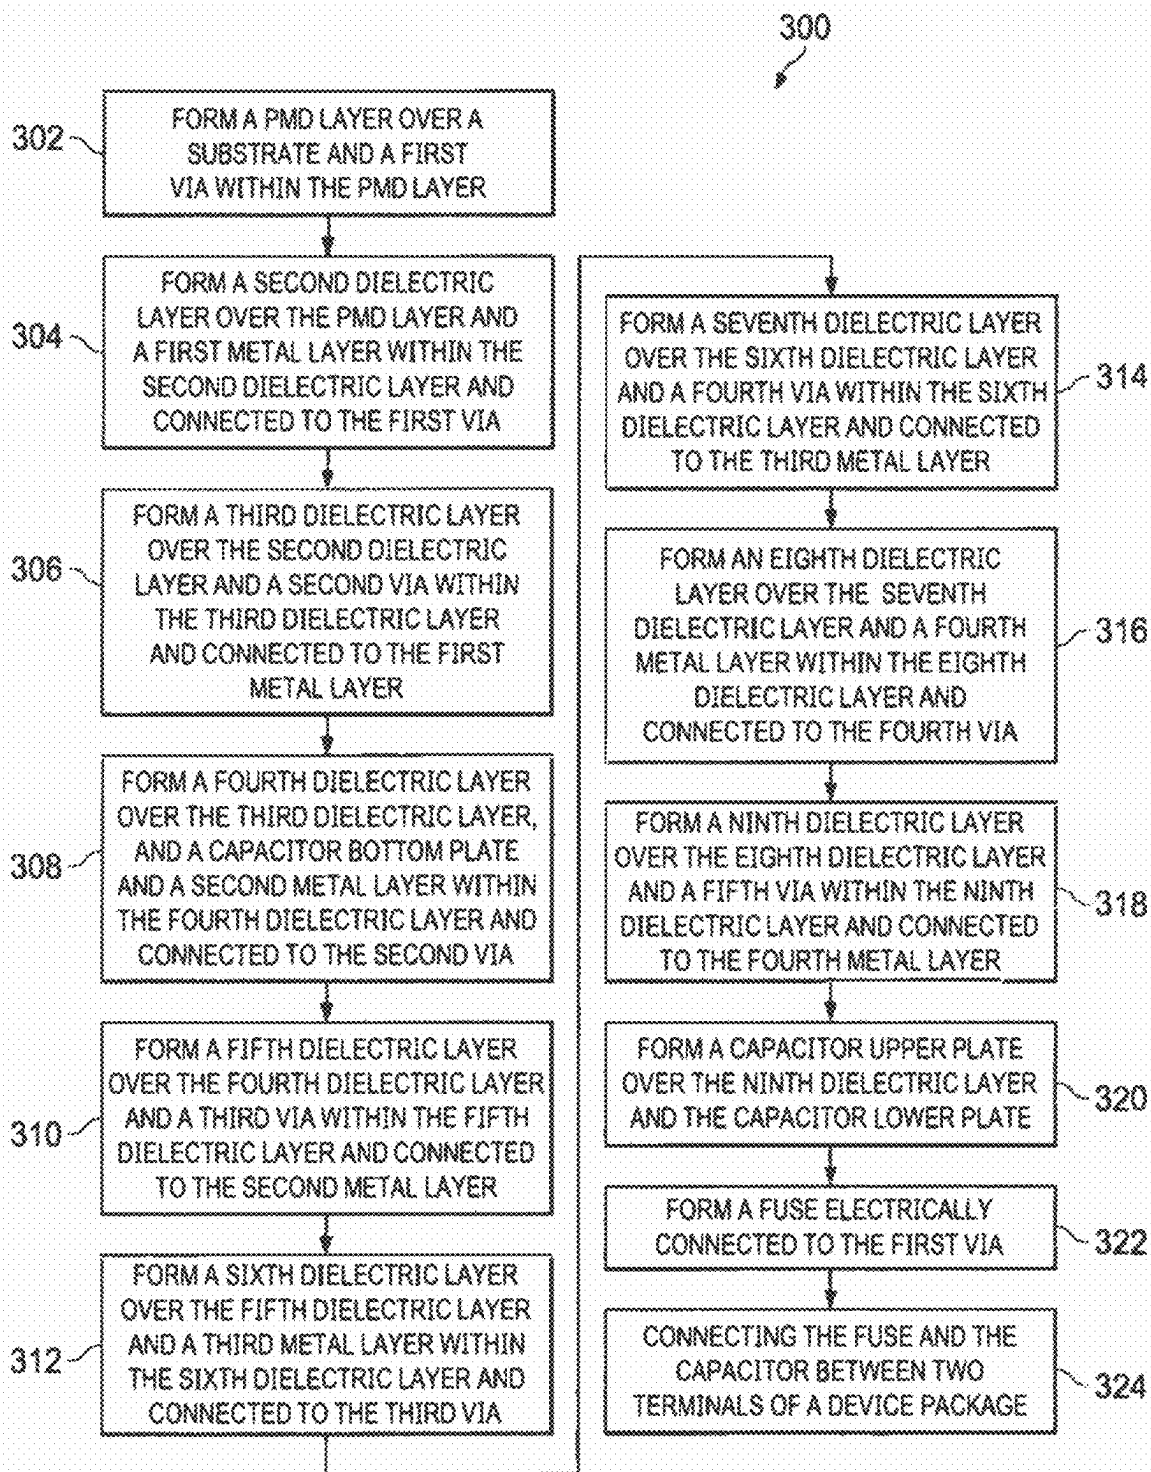 300
302
FORM A PMD LAYER OVER A
SUBSTRATE AND A FIRST
VIA WITHIN THE PMD LAYER
304
FORM A SECOND DIELECTRIC
LAYER OVER THE PMD LAYER AND
A FIRST METAL LAYER WITHIN THE
SECOND DIELECTRIC LAYER AND
CONNECTED TO THE FIRST VIA
306
FORM A THIRD DIELECTRIC LAYER
OVER THE SECOND DIELECTRIC
LAYER AND A SECOND VIA WITHIN
THE THIRD DIELECTRIC LAYER
AND CONNECTED TO THE FIRST
METAL LAYER
308
FORM A FOURTH DIELECTRIC LAYER
OVER THE THIRD DIELECTRIC LAYER,
AND A CAPACITOR BOTTOM PLATE
AND A SECOND METAL LAYER WITHIN
THE FOURTH DIELECTRIC LAYER AND
CONNECTED TO THE SECOND VIA
310
FORM A FIFTH DIELECTRIC LAYER
OVER THE FOURTH DIELECTRIC LAYER
AND A THIRD VIA WITHIN THE FIFTH
DIELECTRIC LAYER AND CONNECTED
TO THE SECOND METAL LAYER
312
FORM A SIXTH DIELECTRIC LAYER
OVER THE FIFTH DIELECTRIC LAYER
AND A THIRD METAL LAYER WITHIN
THE SIXTH DIELECTRIC LAYER AND
CONNECTED TO THE THIRD VIA
FORM A SEVENTH DIELECTRIC LAYER
OVER THE SIXTH DIELECTRIC LAYER
AND A FOURTH VIA WITHIN THE SIXTH
DIELECTRIC LAYER AND CONNECTED
TO THE THIRD METAL LAYER
314
FORM AN EIGHTH DIELECTRIC
LAYER OVER THE SEVENTH
DIELECTRIC LAYER AND A FOURTH
METAL LAYER WITHIN THE EIGHTH
DIELECTRIC LAYER AND
CONNECTED TO THE FOURTH VIA
316
FORM A NINTH DIELECTRIC LAYER
OVER THE EIGHTH DIELECTRIC LAYER
AND A FIFTH VIA WITHIN THE NINTH
DIELECTRIC LAYER AND CONNECTED
TO THE FOURTH METAL LAYER
318
FORM A CAPACITOR UPPER PLATE
OVER THE NINTH DIELECTRIC LAYER
AND THE CAPACITOR LOWER PLATE
320
FORM A FUSE ELECTRICALLY
CONNECTED TO THE FIRST VIA
322
CONNECTING THE FUSE AND THE
CAPACITOR BETWEEN TWO
TERMINALS OF A DEVICE PACKAGE
324